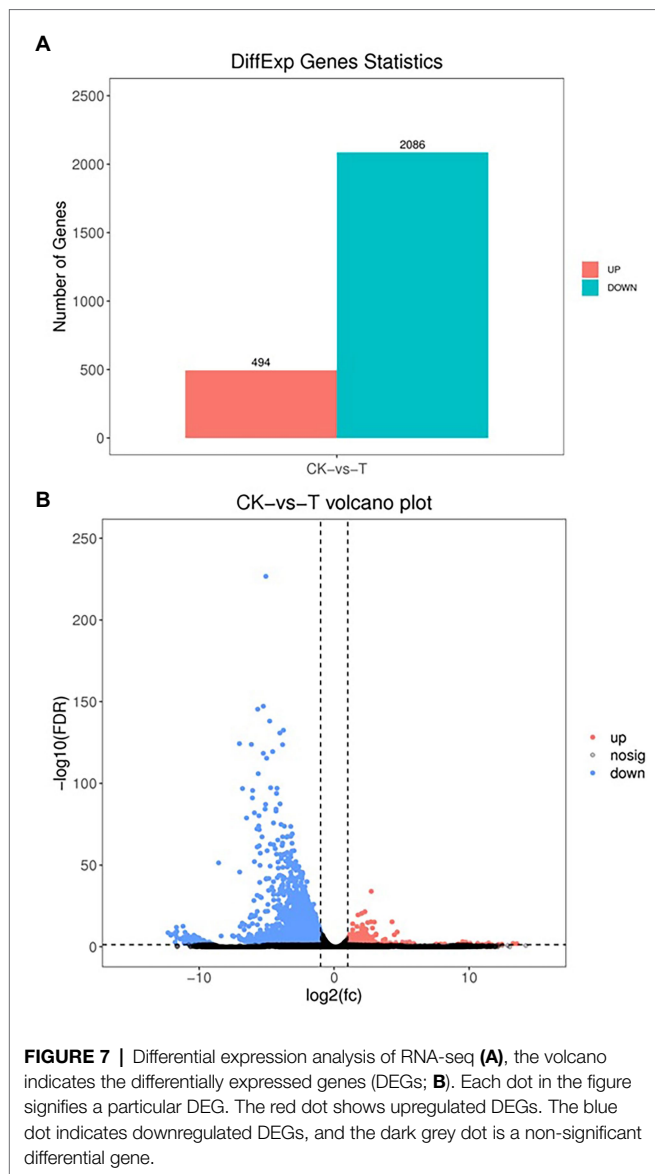 A
DiffExp Genes Statistics
2500
2000
1500
1000
500
0
Number of Genes
494
2086
CK-vs-T
UP
DOWN
B
CK-vs-T volcano plot
250
200
150
100
50
0
-log10(FDR)
-10
0
10
log2(fc)
up
nosig
down
FIGURE 7 | Differential expression analysis of RNA-seq (A), the volcano
indicates the differentially expressed genes (DEGs; B). Each dot in the figure
signifies a particular DEG. The red dot shows upregulated DEGs. The blue
dot indicates downregulated DEGs, and the dark grey dot is a non-significant
differential gene.